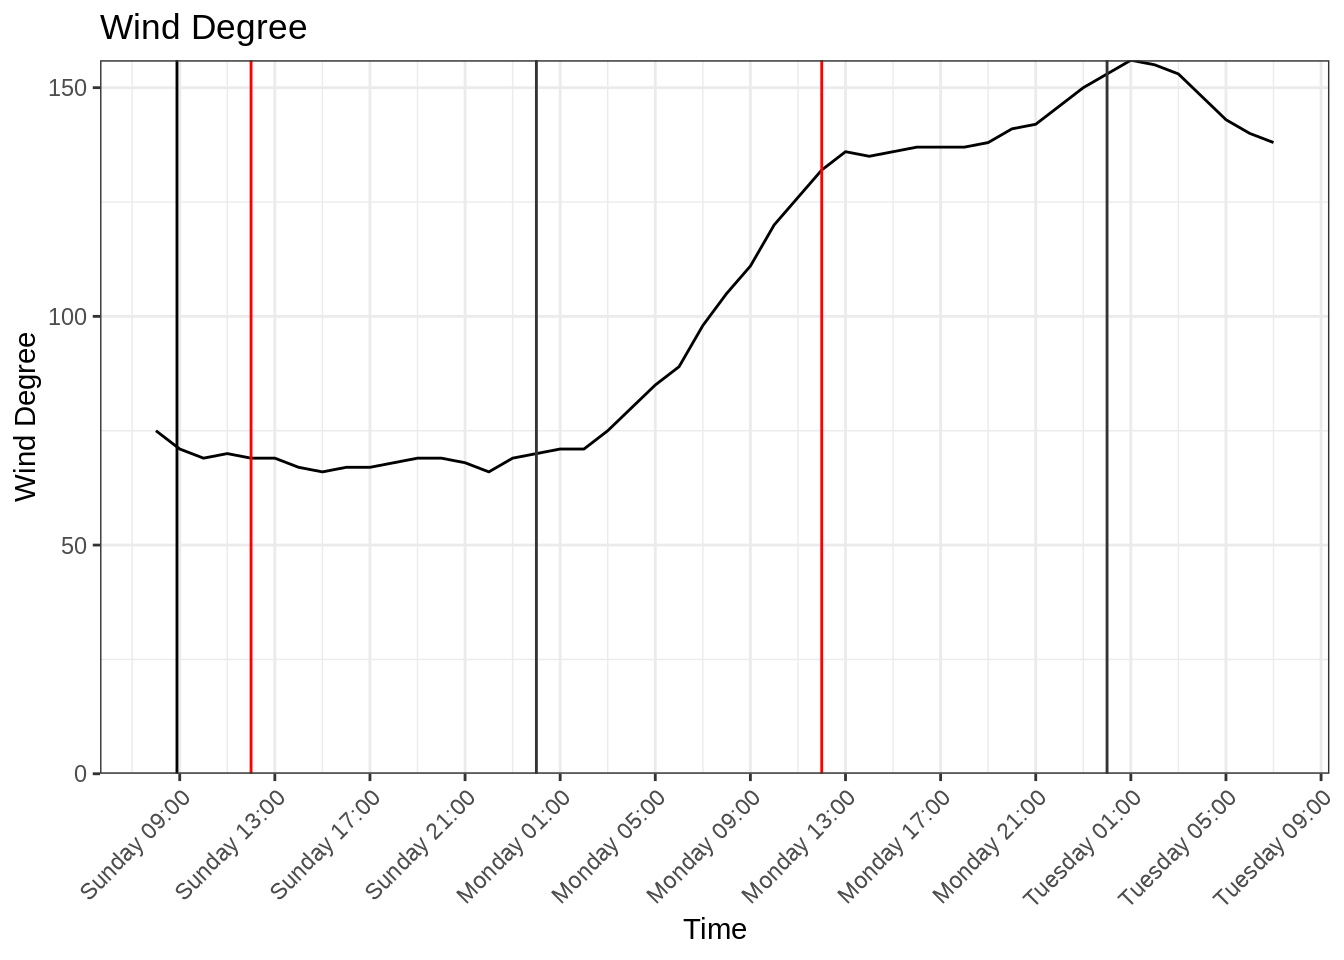 Wind Degree
Wind Degree
150
100
50
0
Sunday 09:00
Sunday 13:00
Sunday 17:00
Sunday 21:00
Monday 01:00
Monday 05:00
Monday 09:00
Monday 13:00
Monday 17:00
Monday 21:00
Tuesday 01:00
Tuesday 05:00
Tuesday 09:00
Time